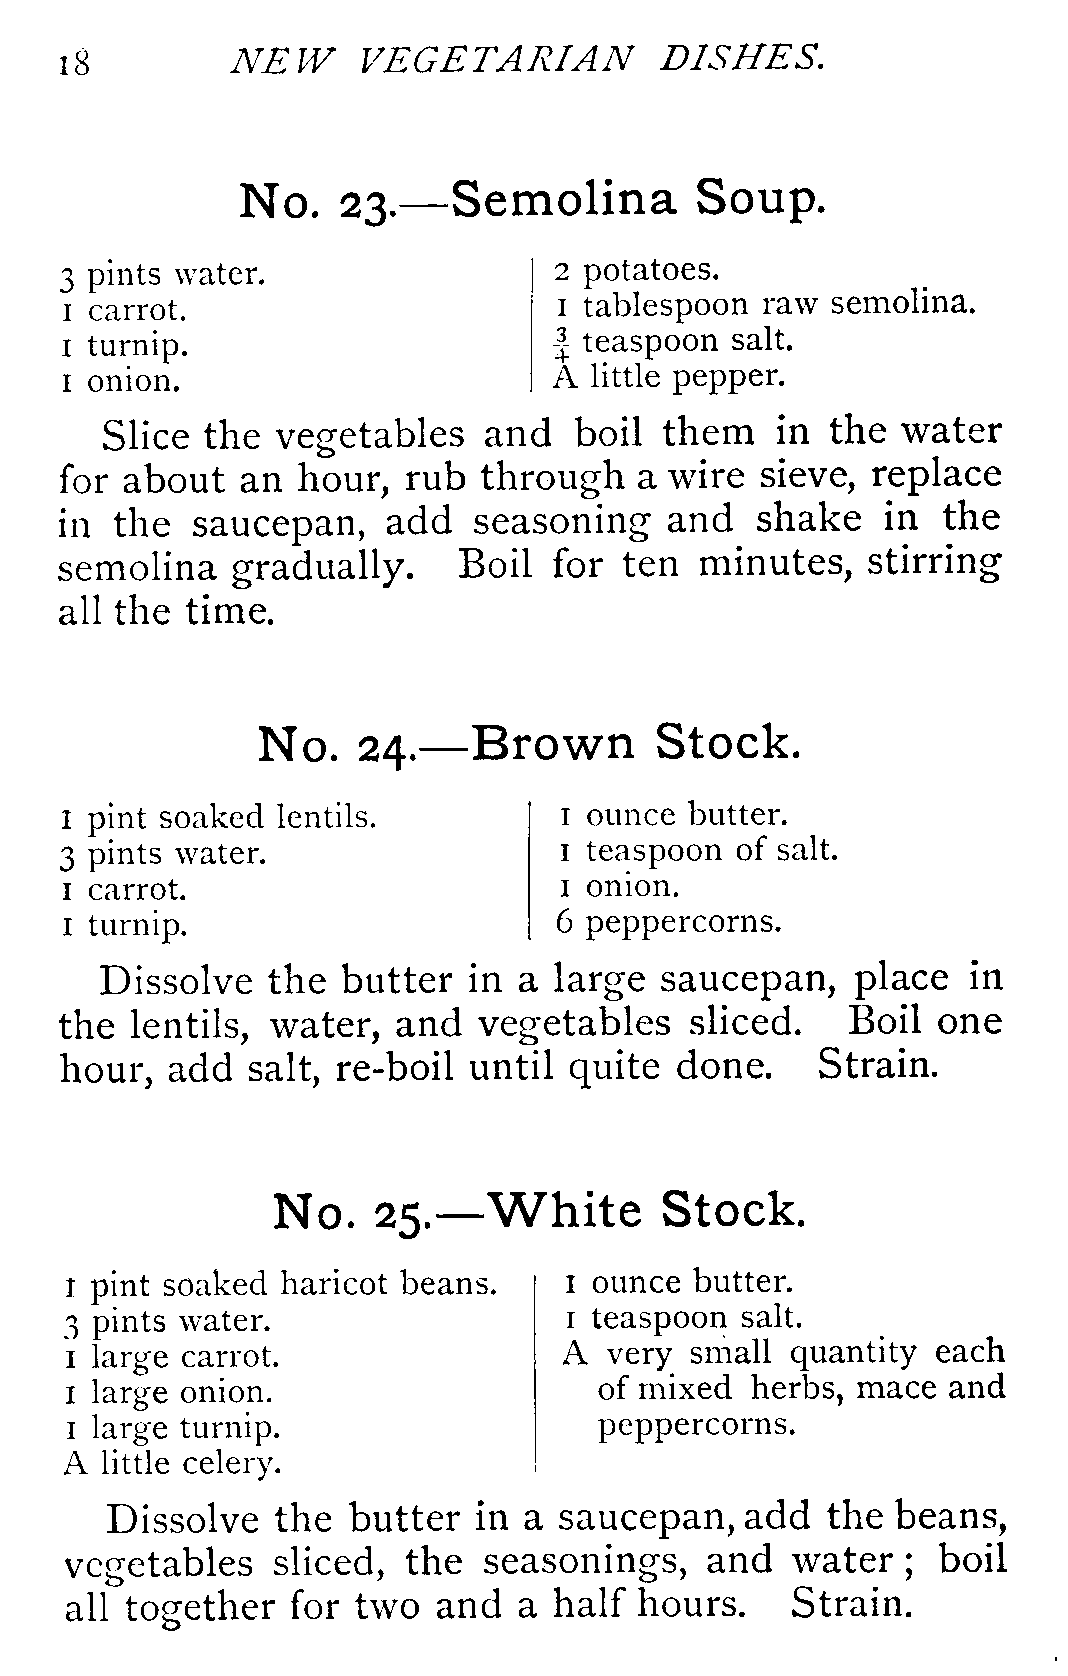 18 NEW VEGETARIAN DISHES.
No. 23.—Semolina Soup.
3 pints water.
1 carrot.
1 turnip.
1 onion.
2 potatoes.
1 tablespoon raw semolina.
¾ teaspoon salt.
A little pepper.
Slice the vegetables and boil them in the water
for about an hour, rub through a wire sieve, replace
in the saucepan, add seasoning and shake in the
semolina gradually. Boil for ten minutes, stirring
all the time.
No. 24.—Brown Stock.
1 pint soaked lentils.
3 pints water.
1 carrot.
1 turnip.
1 ounce butter.
1 teaspoon of salt.
1 onion.
6 peppercorns.
Dissolve the butter in a large saucepan, place in
the lentils, water, and vegetables sliced. Boil one
hour, add salt, re-boil until quite done. Strain.
No. 25.—White Stock.
1 pint soaked haricot beans.
3 pints water.
1 large carrot.
1 large onion.
1 large turnip.
A little celery.
1 ounce butter.
1 teaspoon salt.
A very small quantity each
of mixed herbs, mace and
peppercorns.
Dissolve the butter in a saucepan, add the beans,
vegetables sliced, the seasonings, and water ; boil
all together for two and a half hours. Strain.